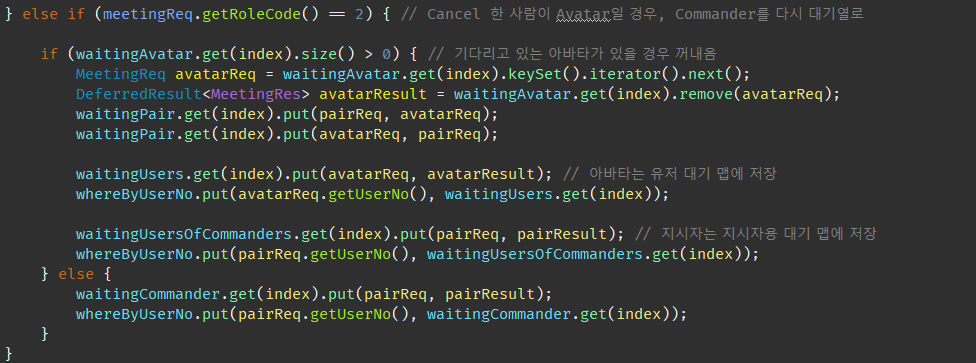 } else if (meetingReq.getRoleCode() == 2) { // Cancel 한 사람이 Avatar일 경우, Commander를 다시 대기열로
if (waitingAvatar.get(index).size() > 0) { // 기다리고 있는 아바타가 있을 경우 꺼내옴
MeetingReq avatarReq = waitingAvatar.get(index).keySet().iterator().next();
DeferredResult<MeetingRes> avatarResult = waitingAvatar.get(index).remove(avatarReq);
waitingPair.get(index).put(pairReq, avatarReq);
waitingPair.get(index).put(avatarReq, pairReq);
waitingUsers.get(index).put(avatarReq, avatarResult); // 아바타는 유저 대기 맵에 저장
whereByUserNo.put(avatarReq.getUserNo(), waitingUsers.get(index));
waitingUsersOfCommanders.get(index).put(pairReq, pairResult); // 지시자는 지시자용 대기 맵에 저장
whereByUserNo.put(pairReq.getUserNo(), waitingUsersOfCommanders.get(index));
} else {
waitingCommander.get(index).put(pairReq, pairResult);
whereByUserNo.put(pairReq.getUserNo(), waitingCommander.get(index));
}
}